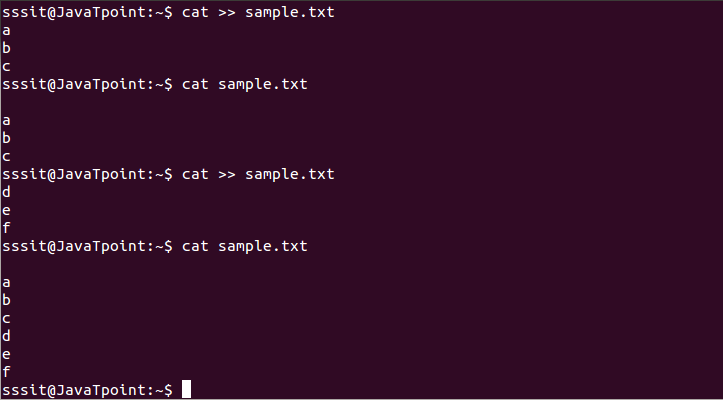 sssit@JavaTpoint:~$ cat >> sample.txt
a
b
c
sssit@JavaTpoint:~$ cat sample.txt

a
b
c
sssit@JavaTpoint:~$ cat >> sample.txt
d
e
f
sssit@JavaTpoint:~$ cat sample.txt

a
b
c
d
e
f
sssit@JavaTpoint:~$